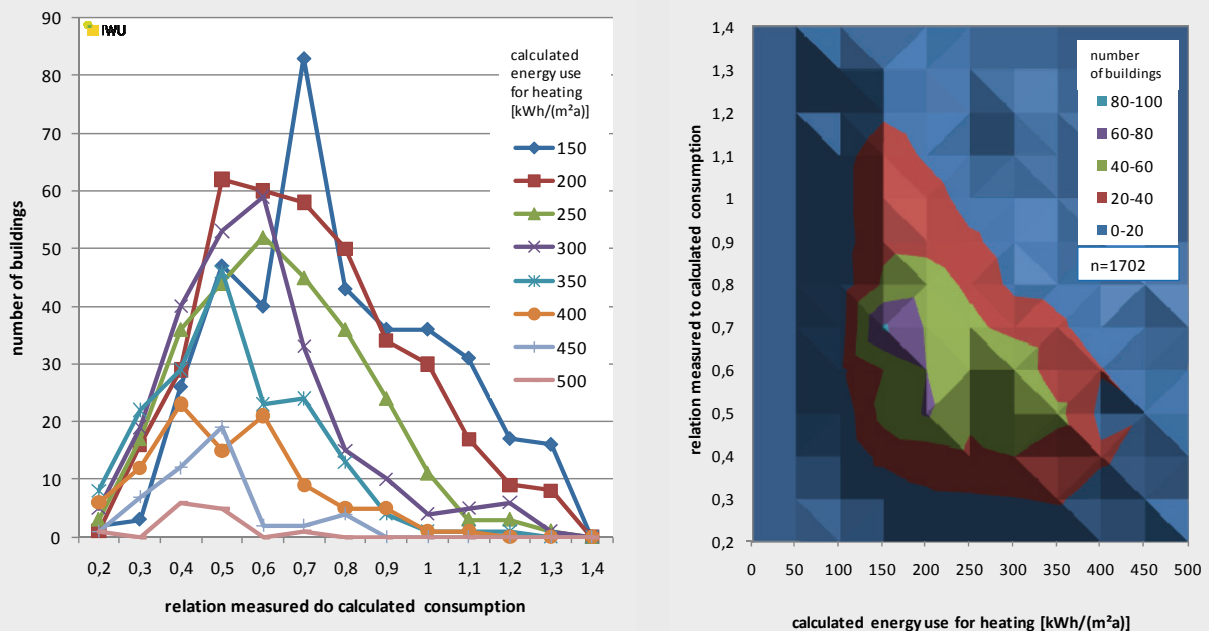 IWU
90
80
70
60
50
40
30
20
10
0
number of buildings
0,2 0,3 0,4 0,5 0,6 0,7 0,8 0,9 1 1,1 1,2 1,3 1,4
relation measured do calculated consumption
calculated
energy use
for heating
[kWh/(m²a)]
150
200
250
300
350
400
450
500
1,4
1,3
1,2
1,1
1
0,9
0,8
0,7
0,6
0,5
0,4
0,3
0,2
relation measured to calculated consumption
number
of buildings
80-100
60-80
40-60
20-40
0-20
n=1702
0 50 100 150 200 250 300 350 400 450 500
calculated energy use for heating [kWh/(m²a)]